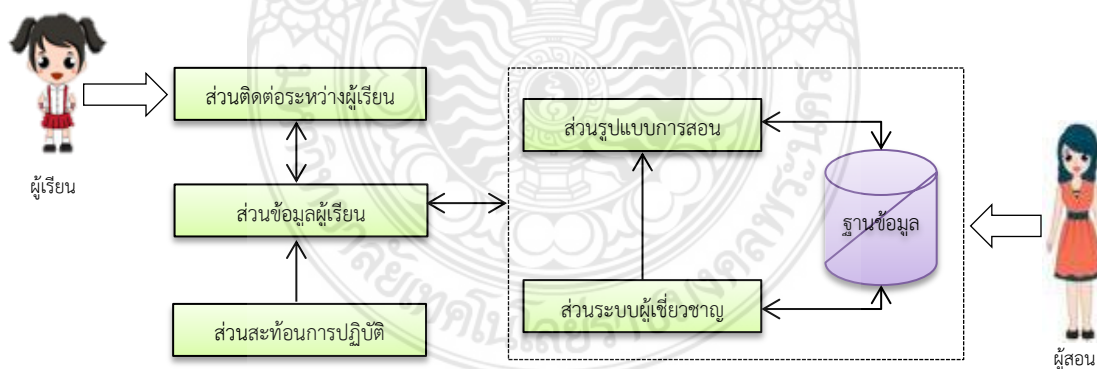 ส่วนติดต่อระหว่างผู้เรียน
ส่วนรูปแบบการสอน
ผู้เรียน
ส่วนข้อมูลผู้เรียน
ฐานข้อมูล
ส่วนระบบผู้เชี่ยวชาญ
ส่วนสะท้อนการปฏิบัติ
ผู้สอน